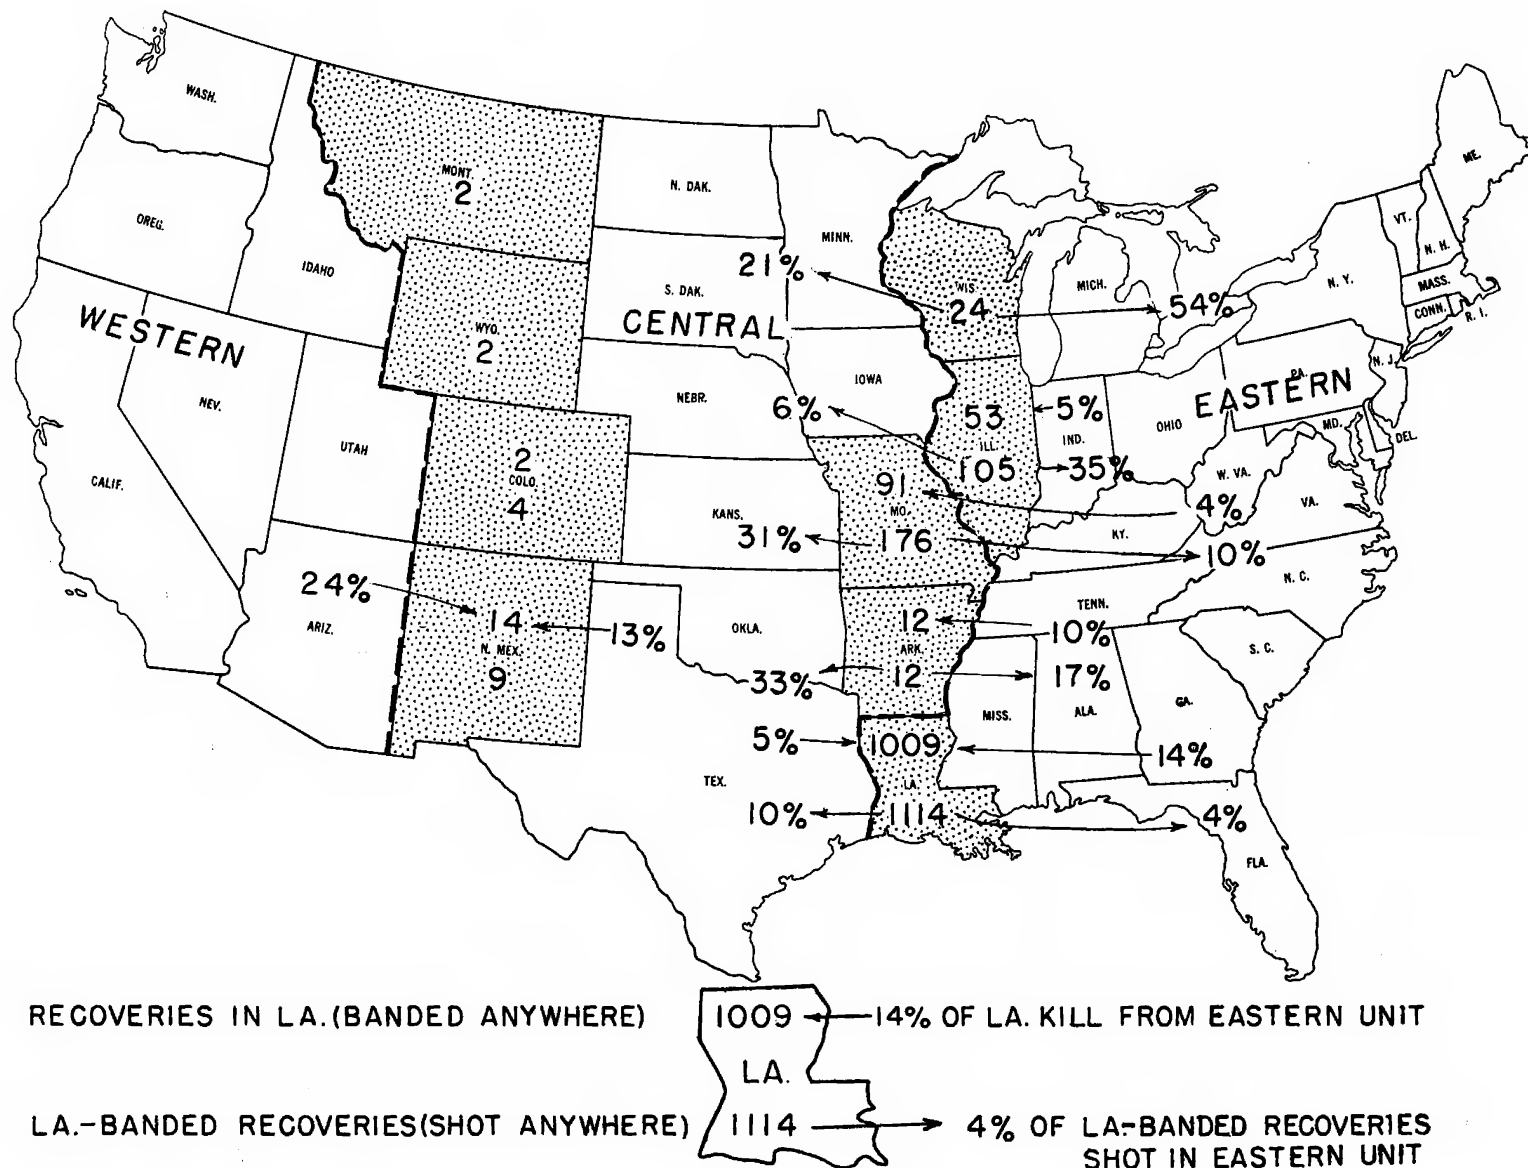 WASH.
ME.
MONT.
2
N. DAK.
VT.
OREG.
MINN.
N. H.
IDAHO
21%
MASS.
S. DAK.
WIS.
MICH.
N. Y.
24
54%
CONN.
R. I.
WESTERN
CENTRAL
WYO.
2
N. J.
PA.
IOWA
EASTERN
NEV.
NEBR.
6%
53
5%
OHIO
MD.
DEL.
UTAH
ILL.
IND.
2
105
35%
W. VA.
CALIF.
COLO.
91
4%
VA.
4
KANS.
MO.
KY.
31%
176
10%
24%
N. C.
TENN.
ARIZ.
14
13%
OKLA.
12
10%
N. MEX.
ARK.
S. C.
9
33%
12
17%
MISS.
ALA.
GA.
5%
1009
14%
TEX.
LA.
10%
1114
4%
FLA.
RECOVERIES IN LA. (BANDED ANYWHERE) 1009 14% OF LA. KILL FROM EASTERN UNIT
LA.
LA.-BANDED RECOVERIES(SHOT ANYWHERE) 1114 4% OF LA.-BANDED RECOVERIES
SHOT IN EASTERN UNIT